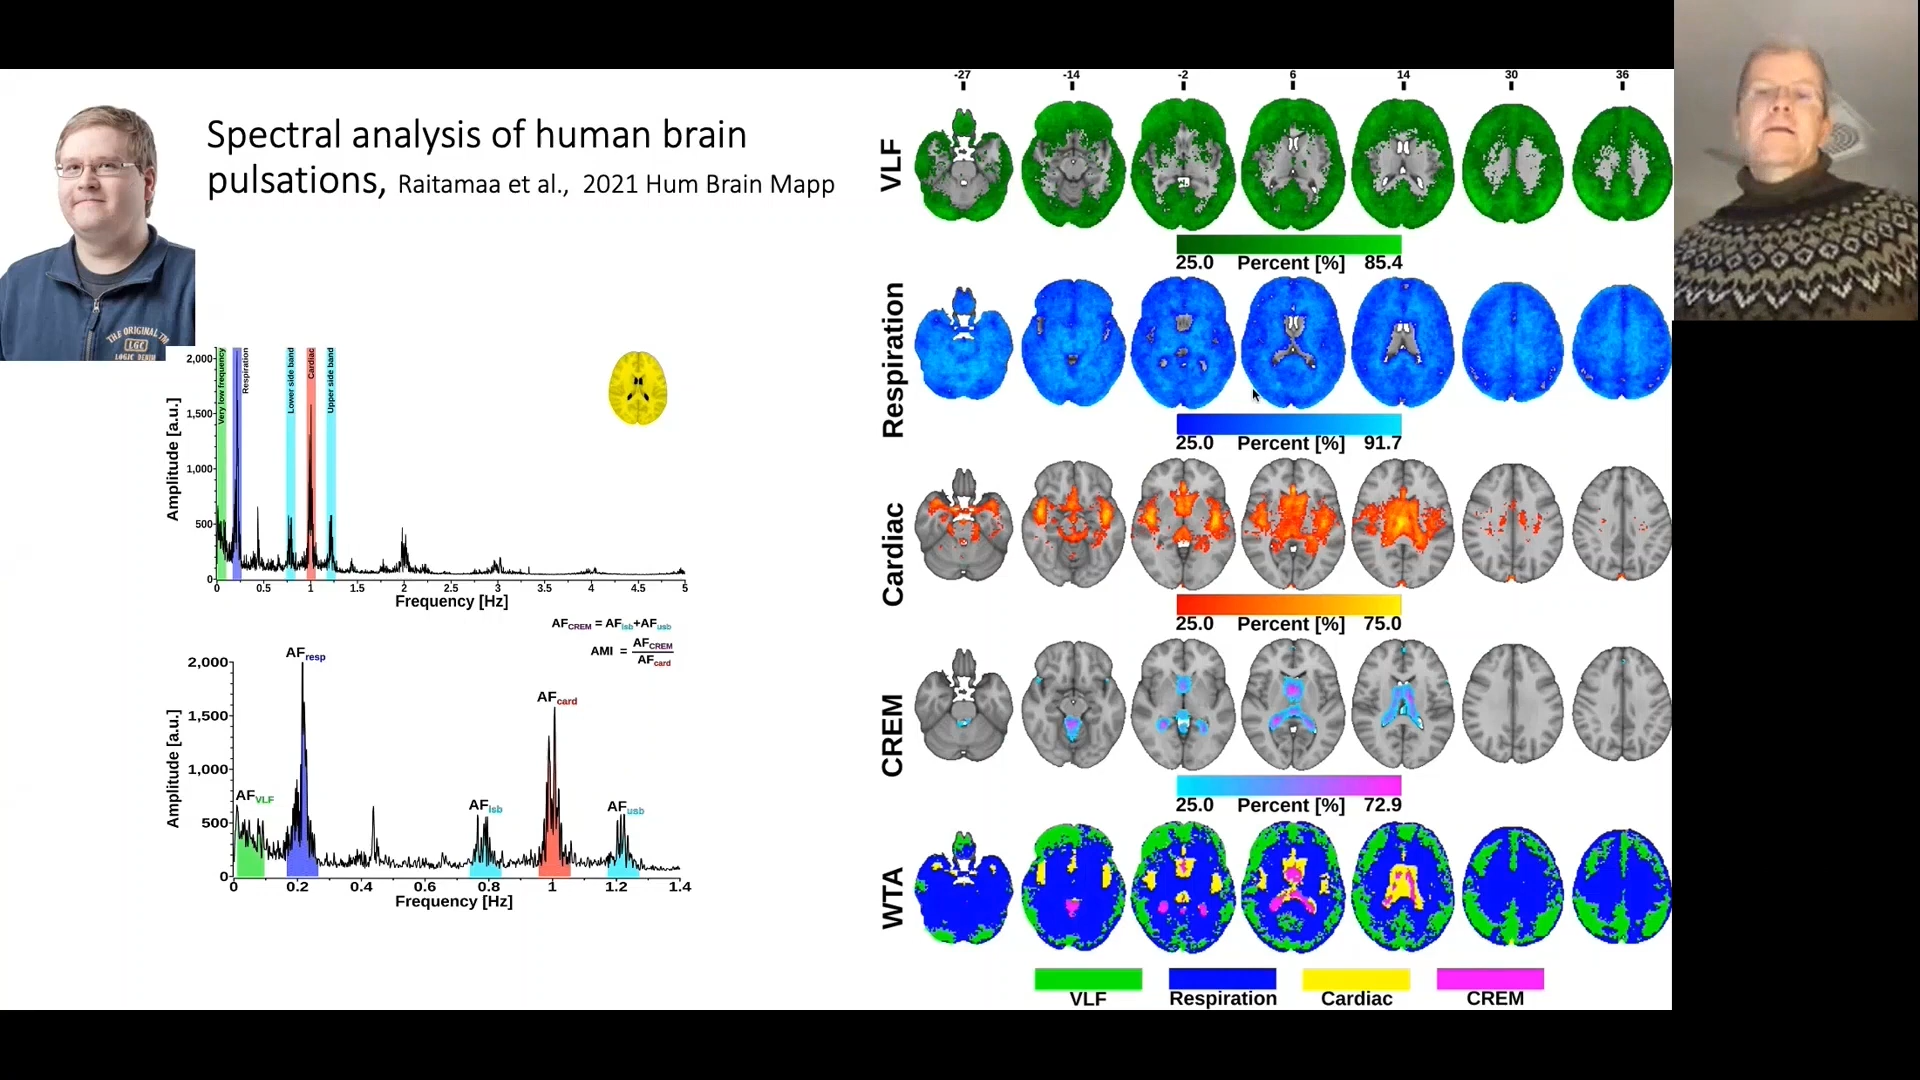 Spectral analysis of human brain
pulsations, Raitamaa et al., 2021 Hum Brain Mapp
THE ORIGINAL
LGC
LOGIC DENIM
Amplitude [a.u.]
2,000
1,500
1,000
500
0
Very low frequency
Respiration
Lower side band
Cardiac
Upper side band
0 0.5 1 1.5 2 2.5 3 3.5 4 4.5 5
Frequency [Hz]
AFCREM = AFlsb+AFusb
AMI = AFCREM
AFcard
Amplitude [a.u.]
2,000
1,500
1,000
500
0
AFVLF
AFresp
AFlsb
AFcard
AFusb
0 0.2 0.4 0.6 0.8 1 1.2 1.4
Frequency [Hz]
-27 -14 -2 6 14 30 36
VLF
25.0 Percent [%] 85.4
Respiration
25.0 Percent [%] 91.7
Cardiac
25.0 Percent [%] 75.0
CREM
25.0 Percent [%] 72.9
WTA
VLF Respiration Cardiac CREM